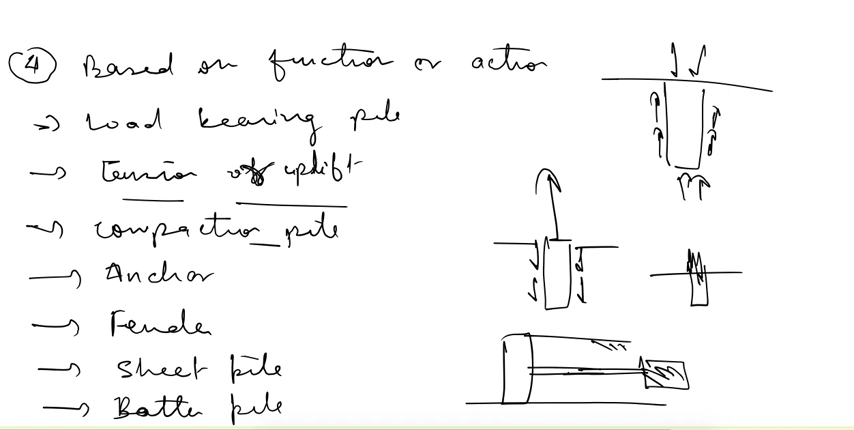 ④ Based on function or action
→ Load bearing pile
→ Tension or uplift
→ compaction pile
→ Anchor
→ Fender
→ Sheet pile
→ Batter pile